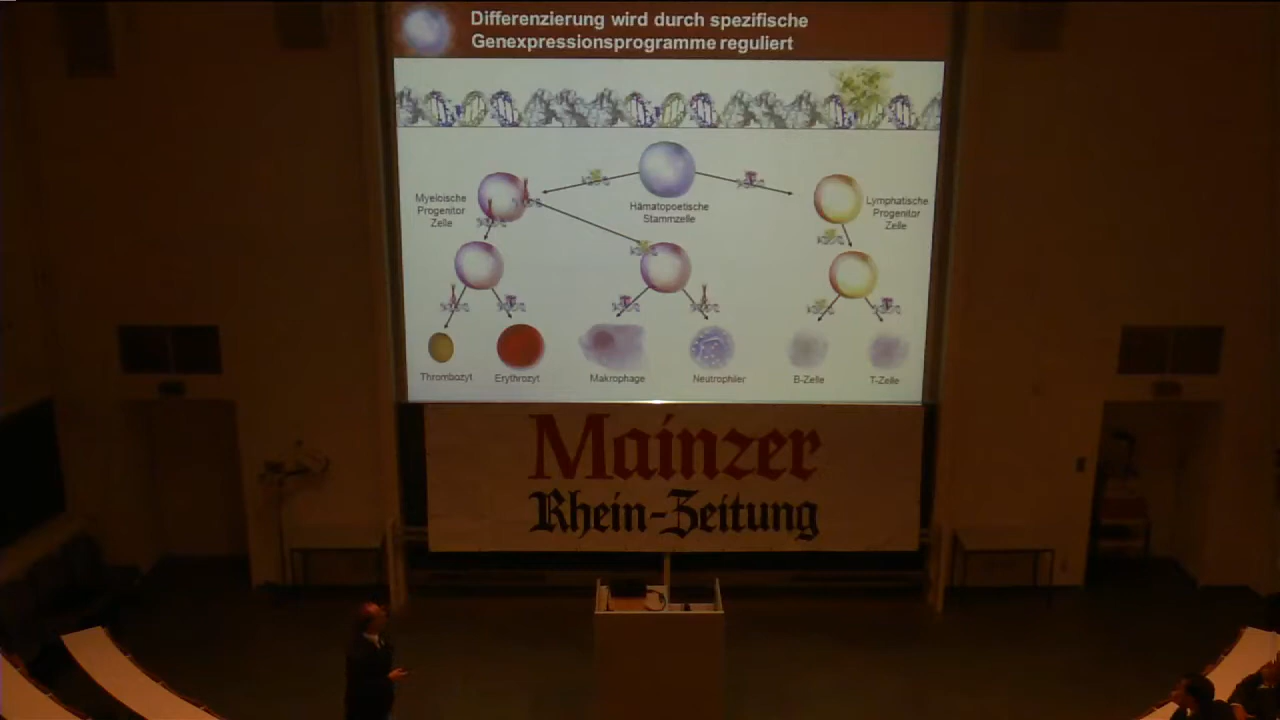 Differenzierung wird durch spezifische
Genexpressionsprogramme reguliert
Myeloische
Progenitor
Zelle
Hämatopoetische
Stammzelle
Lymphatische
Progenitor
Zelle
Thrombozyt
Erythrozyt
Makrophage
Neutrophiler
B-Zelle
T-Zelle
Mainzer
Rhein-Zeitung